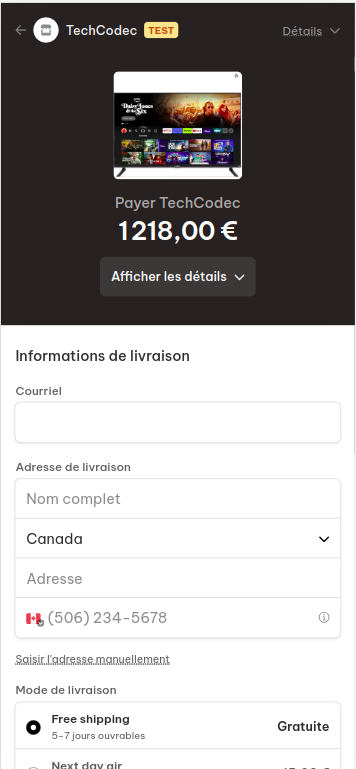 TechCodec TEST Détails
Payer TechCodec
1 218,00 €
Afficher les détails
Informations de livraison
Courriel
Adresse de livraison
Nom complet
Canada
Adresse
(506) 234-5678
Saisir l'adresse manuellement
Mode de livraison
Free shipping
5-7 jours ouvrables
Gratuite
Next day air